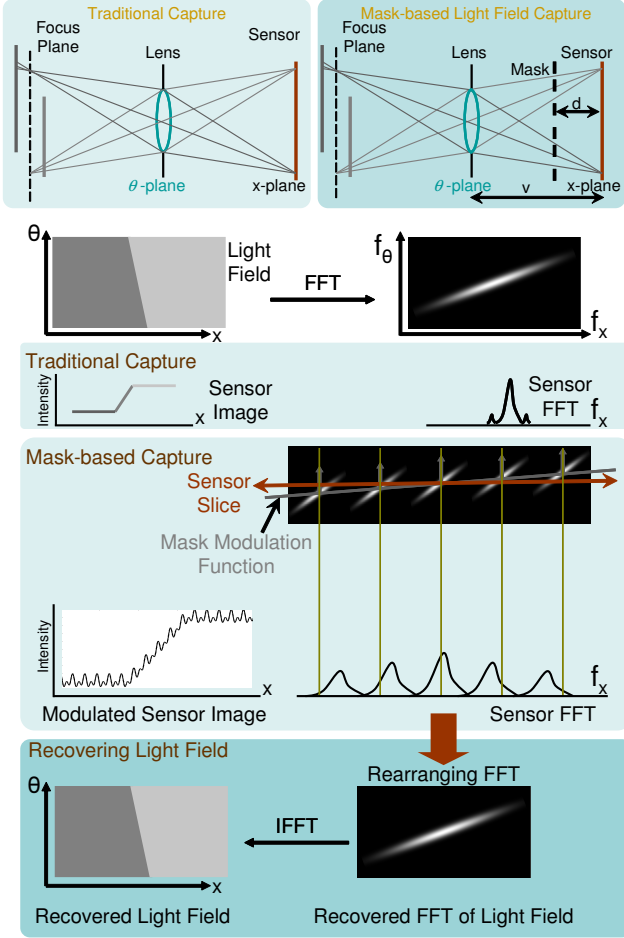 Traditional Capture
Focus
Plane
Lens
Sensor
θ-plane
x-plane
Mask-based Light Field Capture
Focus
Plane
Lens
Sensor
Mask
d
θ-plane
x-plane
v
θ
Light
Field
x
FFT
f_θ
f_x
Traditional Capture
Intensity
x
Sensor
Image
Sensor
FFT
f_x
Mask-based Capture
Sensor
Slice
Mask Modulation
Function
Intensity
x
Modulated Sensor Image
f_x
Sensor FFT
Recovering Light Field
Rearranging FFT
θ
x
IFFT
Recovered Light Field
Recovered FFT of Light Field